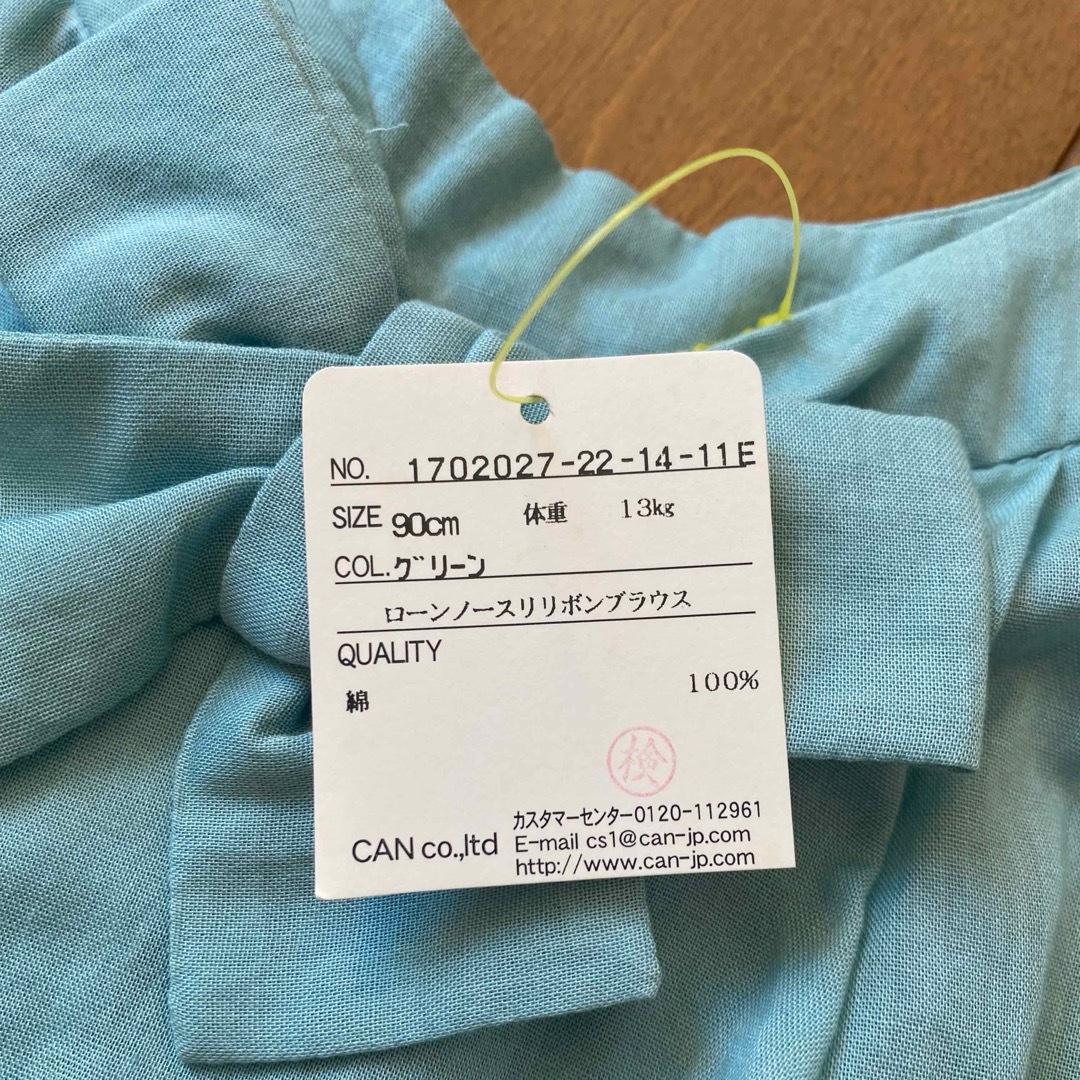 NO. 1702027-22-14-11E
SIZE 90cm 体重 13kg
COL.グリーン
ローンノースリリボンブラウス
QUALITY
綿 100%
検
カスタマーセンター0120-112961
CAN co.,ltd E-mail cs1@can-jp.com
http://www.can-jp.com